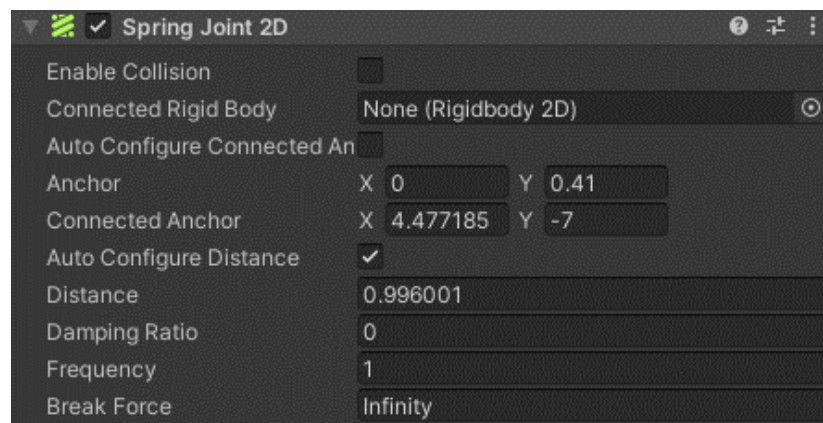 Spring Joint 2D
Enable Collision
Connected Rigid Body None (Rigidbody 2D)
Auto Configure Connected An
Anchor X 0 Y 0.41
Connected Anchor X 4.477185 Y -7
Auto Configure Distance
Distance 0.996001
Damping Ratio 0
Frequency 1
Break Force Infinity